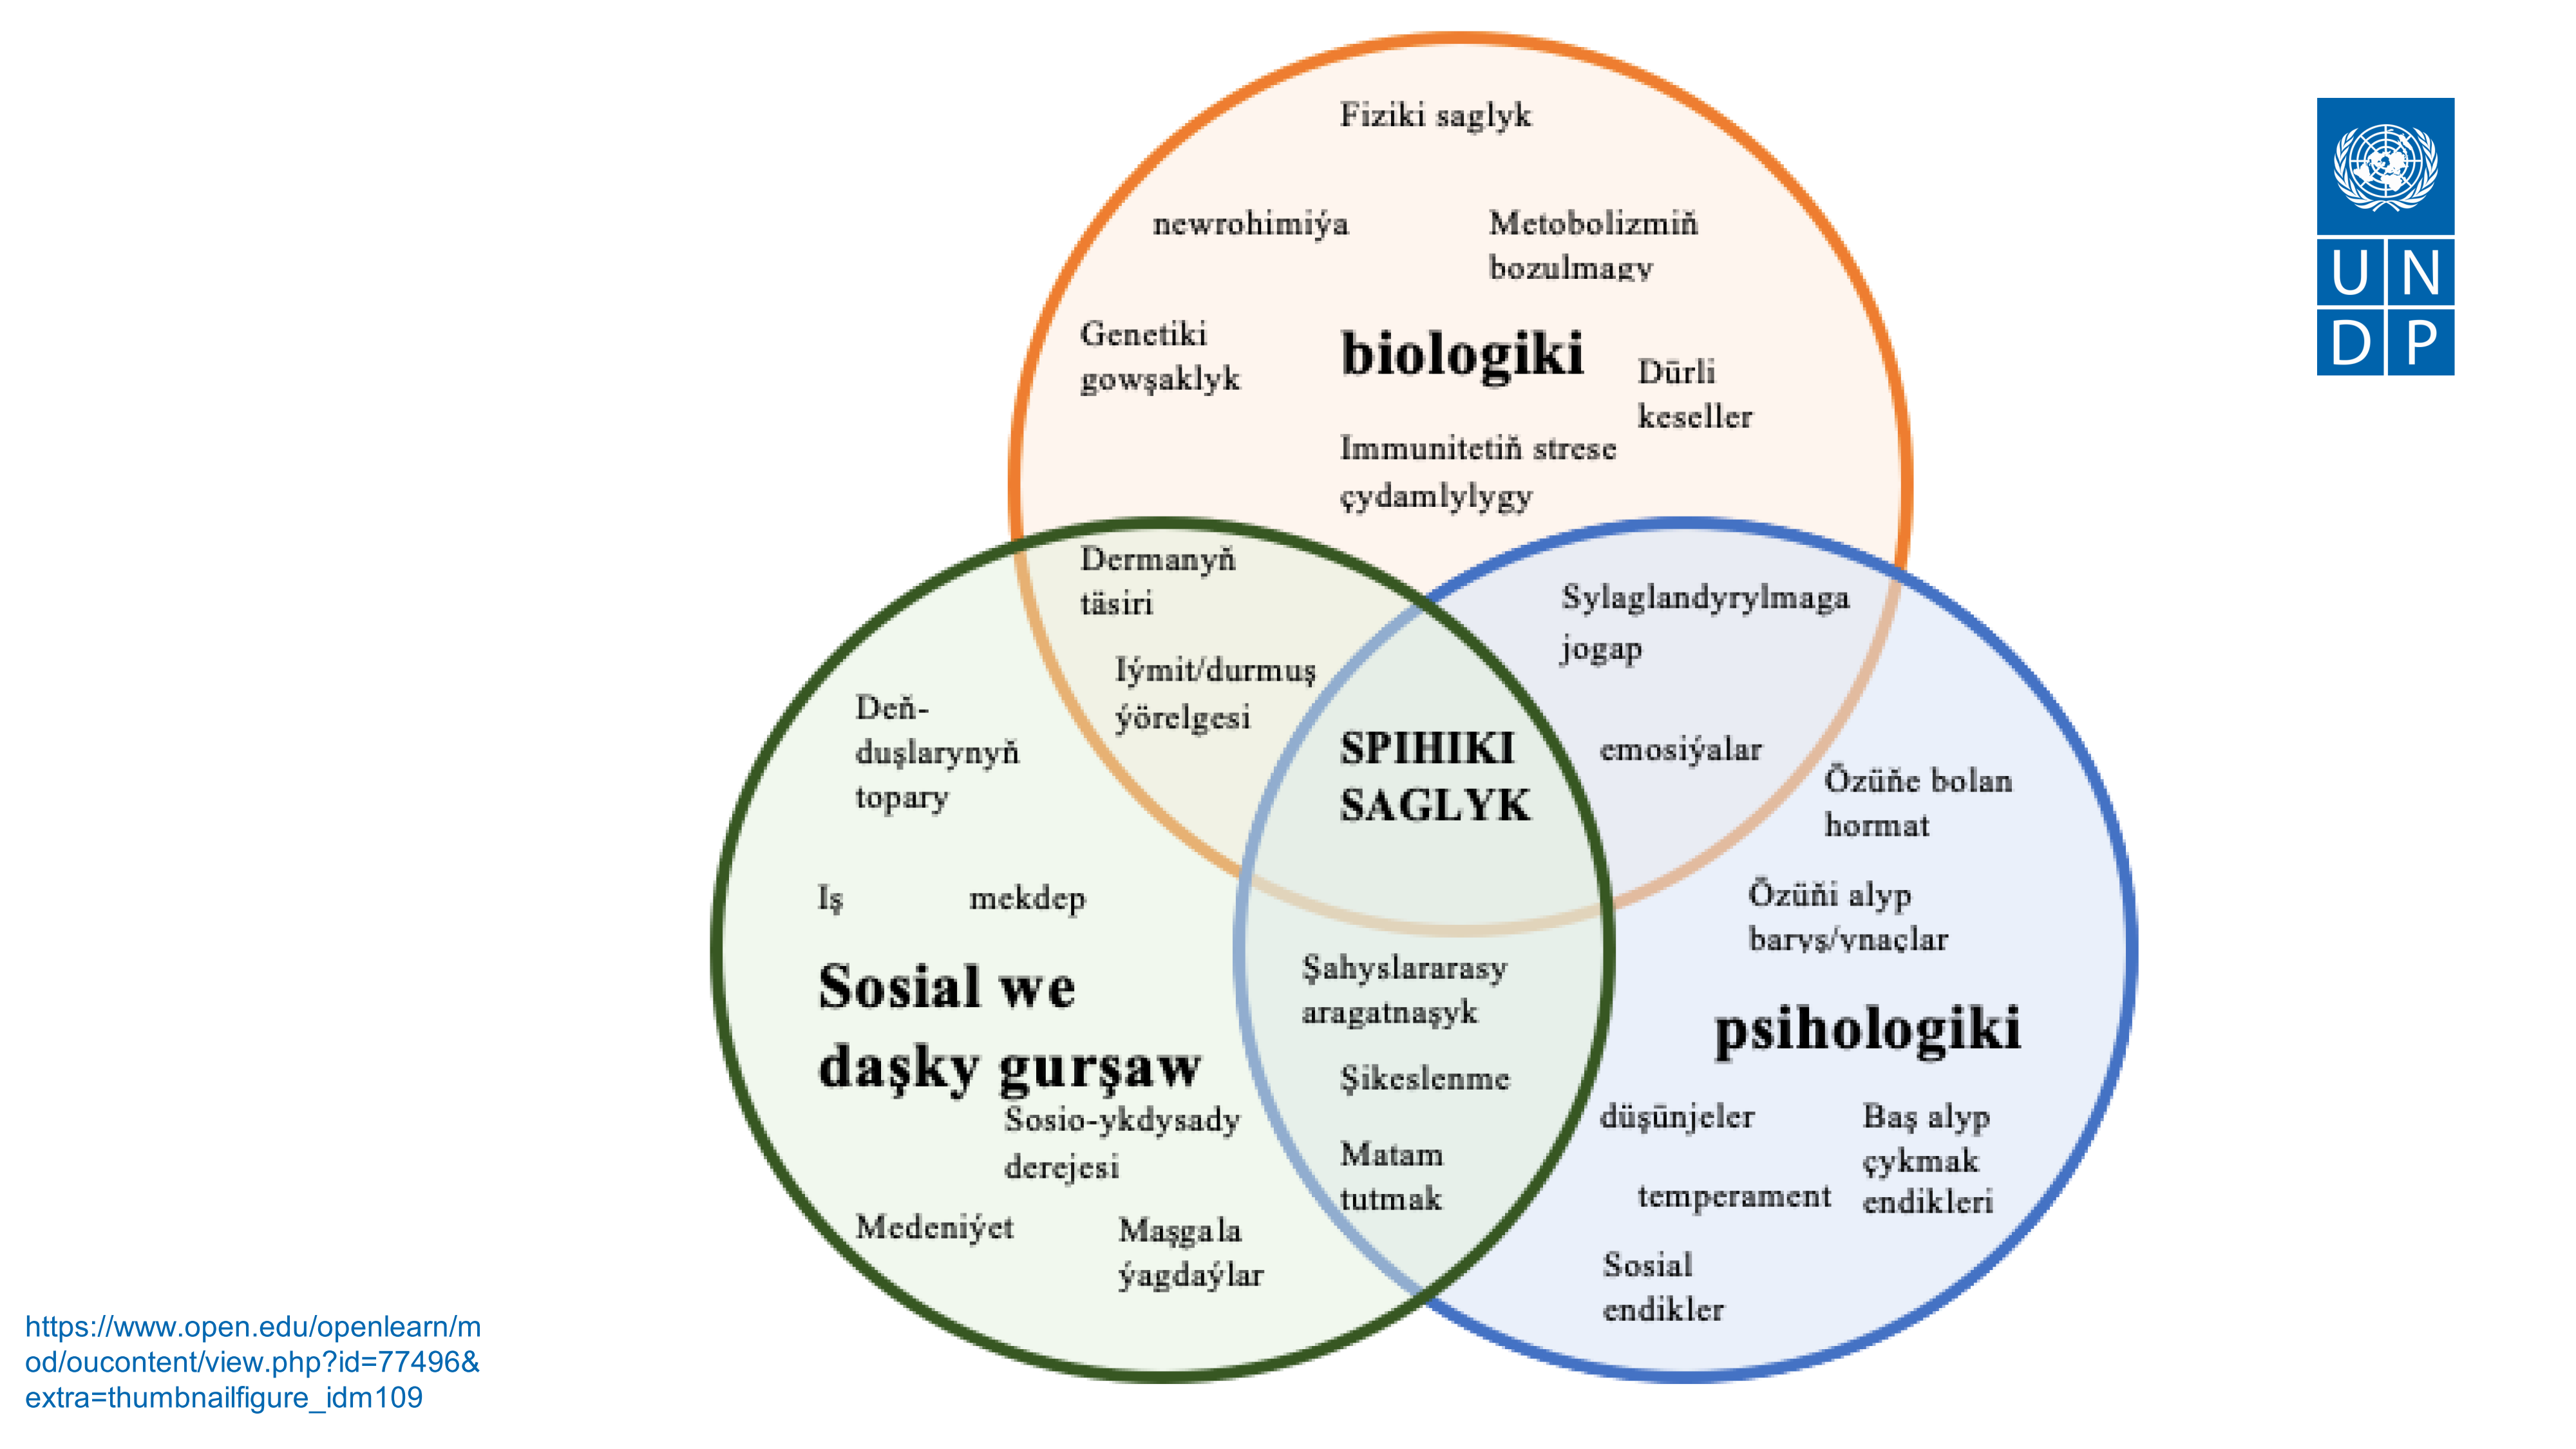 Fiziki saglyk
newrohimiýa
Metobolizmiň
bozulmagy
Genetiki
gowşaklyk
biologiki
Dürli
keseller
Immunitetiň strese
çydamlylygy
Dermanyň
täsiri
Iýmit/durmuş
ýörelgesi
Sylaglandyrylmaga
jogap
emosiýalar
SPIHIKI
SAGLYK
Deň-
duşlarynyň
topary
Iş
mekdep
Sosial we
daşky gurşaw
Sosio-ykdysady
derejesi
Medeniýet
Maşgala
ýagdaýlar
Şahyslararasy
aragatnaşyk
Şikeslenme
Matam
tutmak
Özüňe bolan
hormat
Özüňi alyp
baryş/ynaçlar
psihologiki
düşünjeler
Baş alyp
çykmak
endikleri
temperament
Sosial
endikler
U N
D P
https://www.open.edu/openlearn/m
od/oucontent/view.php?id=77496&
extra=thumbnailfigure_idm109